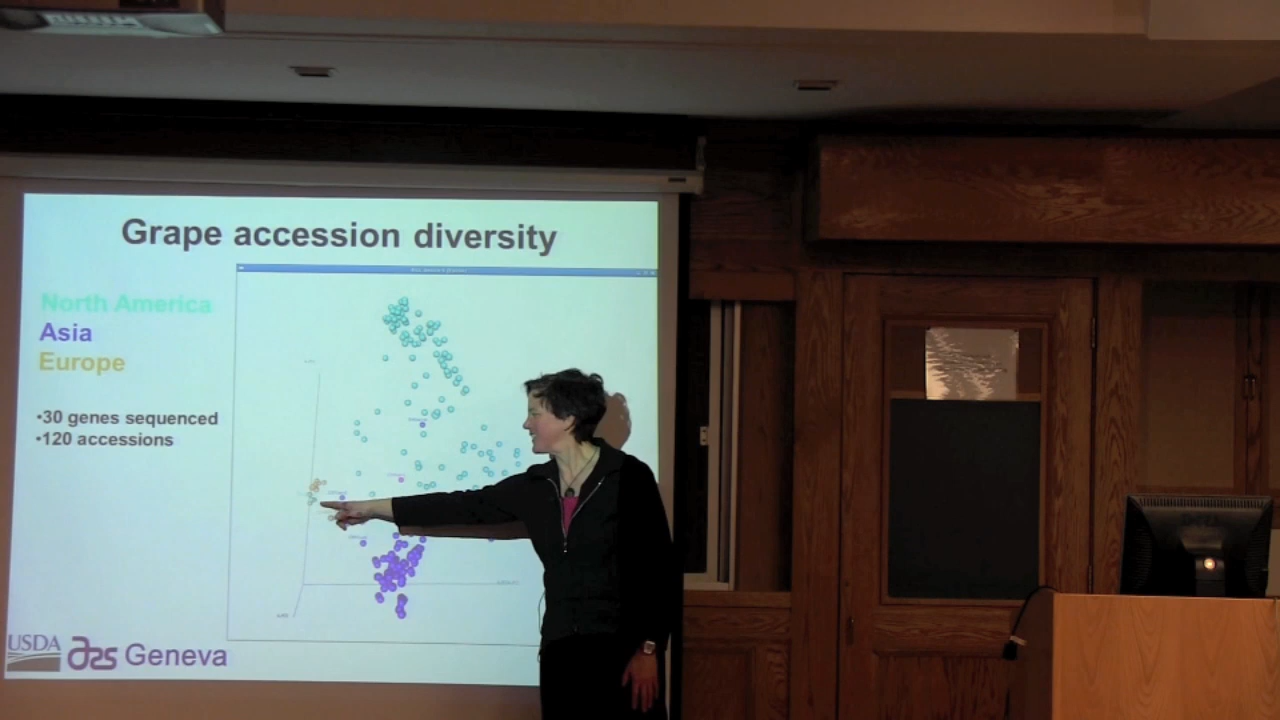 Grape accession diversity
North America
Asia
Europe
•30 genes sequenced
•120 accessions
USDA ars Geneva